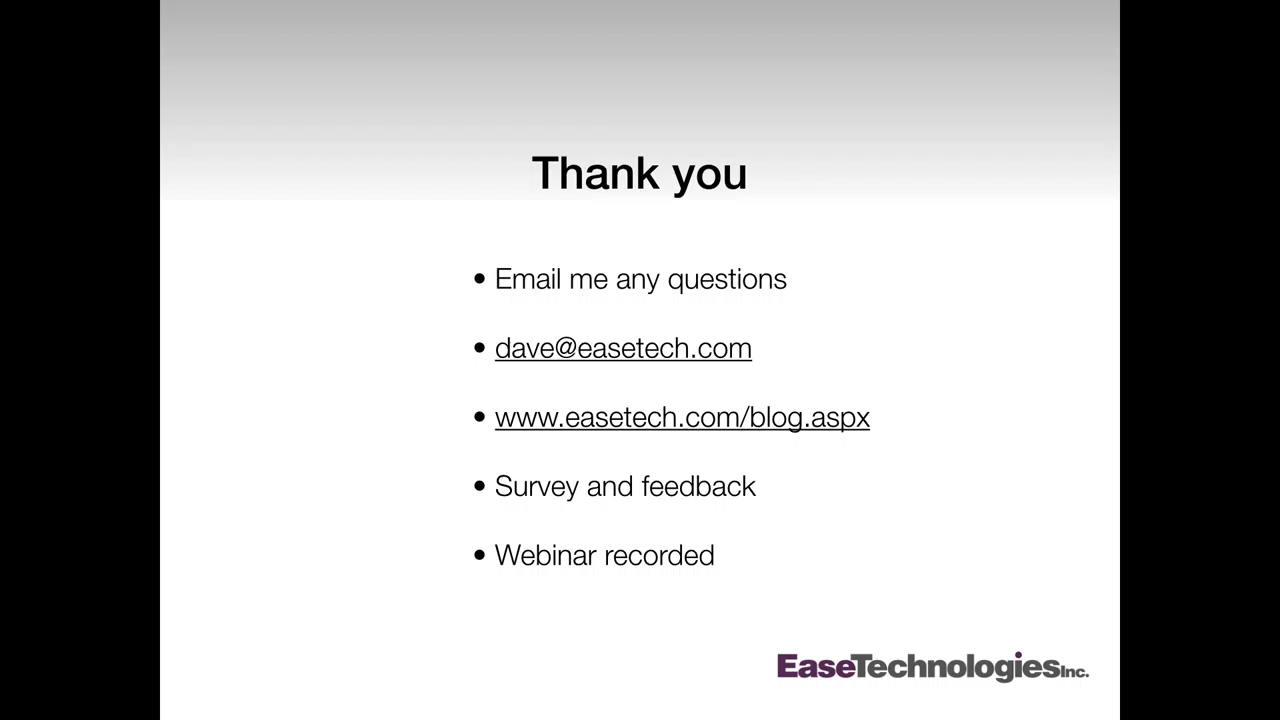 Thank you
• Email me any questions
• dave@easetech.com
• www.easetech.com/blog.aspx
• Survey and feedback
• Webinar recorded
EaseTechnologiesInc.